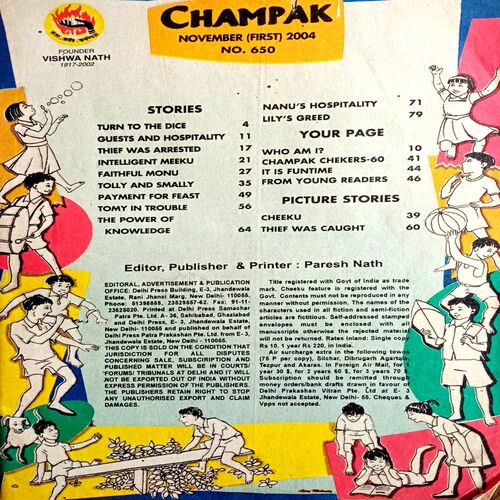 CHAMPAK
NOVEMBER (FIRST) 2004
NO. 650
FOUNDER
VISHWA NATH
1917-2002
STORIES
TURN TO THE DICE 4
GUESTS AND HOSPITALITY 11
THIEF WAS ARRESTED 17
INTELLIGENT MEEKU 21
FAITHFUL MONU 27
TOLLY AND SMALLY 35
PAYMENT FOR FEAST 49
TOMY IN TROUBLE 56
THE POWER OF
KNOWLEDGE 64
NANU'S HOSPITALITY 71
LILY'S GREED 79
YOUR PAGE
WHO AM I? 10
CHAMPAK CHEKERS-60 41
IT IS FUNTIME 44
FROM YOUNG READERS 46
PICTURE STORIES
CHEEKU 39
THIEF WAS CAUGHT 60
Editor, Publisher & Printer : Paresh Nath
EDITORIAL, ADVERTISEMENT & PUBLICATION
OFFICE: Delhi Press Building, E-3, Jhandewala
Estate, Rani Jhansi Marg, New Delhi- 110055.
Phone: 51398888, 23529557-62. Fax: 91-11-
23625020. Printed at Delhi Press Samachar
Patra Pte. Ltd. A- 36, Sahibabad, Ghaziabad
and Delhi Press, E-3, Jhandewala Estate,
New Delhi- 110055 and published on behalf of
Delhi Press Patra Prakashan Pte. Ltd. from E-3,
Jhandewala Estate, New Delhi - 110055.
THIS COPY IS SOLD ON THE CONDITION THAT
JURISDICTION FOR ALL DISPUTES
CONCERNING SALE, SUBSCRIPTION AND
PUBLISHED MATTER WILL BE IN COURTS/
FORUMS/ TRIBUNALS AT DELHI AND IT WILL
NOT BE EXPORTED OUT OF INDIA WITHOUT
EXPRESS PERMISSION OF THE PUBLISHERS.
THE PUBLISHERS RETAIN RIGHT TO STOP
ANY UNAUTHORISED EXPORT AND CLAIM
DAMAGES.
Title registered with Govt of India as trade
mark. Cheeku feature is registered with the
Govt. Contents must not be reproduced in any
manner without permission. The names of the
characters used in all fiction and semi-fiction
articles are fictitious. Self-addressed stamped
envelopes must be enclosed with all
manuscripts otherwise the rejected material
will not be returned. Rates Inland: Single copy
Rs 10, 1 year Rs 220, in India.
Air surcharge extra in the following towns
(75 P per copy), Silchar, Dibrugarh Agartala,
Tezpur and Akaras. In Foreign Air Mail, for 1
year 30 $, for 2 years 60 $, for 3 years 70 $.
Subscription should be remitted through
money orders/bank drafts drawn in favour of
Delhi Prakashan Vitran Pte. Ltd at E- 3
Jhandewala Estate, New Delhi- 55. Cheques &
Vpps not accepted.